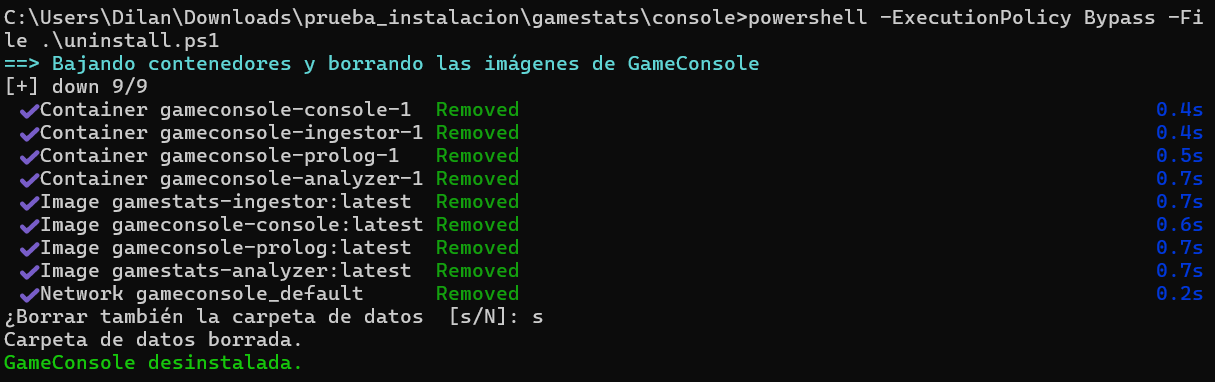 C:\Users\Dilan\Downloads\prueba_instalacion\gamestats\console>powershell -ExecutionPolicy Bypass -Fi
le .\uninstall.ps1
==> Bajando contenedores y borrando las imágenes de GameConsole
[+] down 9/9
✔Container gameconsole-console-1 Removed 0.4s
✔Container gameconsole-ingestor-1 Removed 0.4s
✔Container gameconsole-prolog-1 Removed 0.5s
✔Container gameconsole-analyzer-1 Removed 0.7s
✔Image gamestats-ingestor:latest Removed 0.7s
✔Image gameconsole-console:latest Removed 0.6s
✔Image gameconsole-prolog:latest Removed 0.7s
✔Image gamestats-analyzer:latest Removed 0.7s
✔Network gameconsole_default Removed 0.2s
¿Borrar también la carpeta de datos  [s/N]: s
Carpeta de datos borrada.
GameConsole desinstalada.